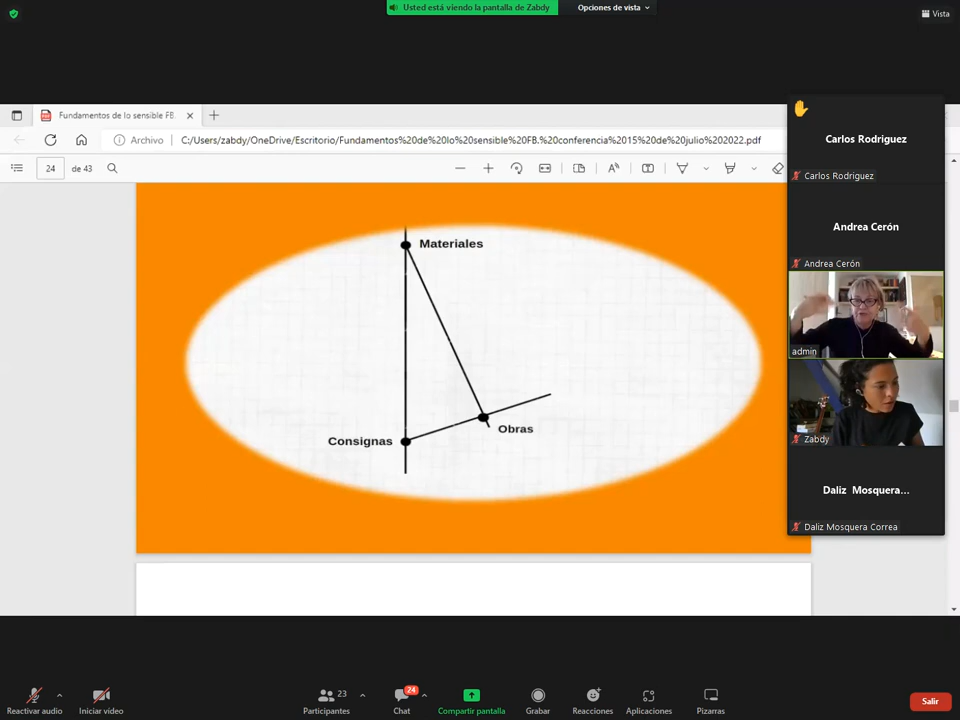 Usted está viendo la pantalla de Zabdy
Opciones de vista
Vista
Fundamentos de lo sensible FB.
Archivo
C:/Users/zabdy/OneDrive/Escritorio/Fundamentos%20de%20lo%20sensible%20FB.%20conferencia%2015%20de%20julio%202022.pdf
24
de 43
Materiales
Consignas
Obras
Carlos Rodriguez
Carlos Rodriguez
Andrea Cerón
Andrea Cerón
admin
Zabdy
Daliz Mosquera...
Daliz Mosquera Correa
Reactivar audio
Iniciar video
23
Participantes
24
Chat
Compartir pantalla
Grabar
Reacciones
Aplicaciones
Pizarras
Salir